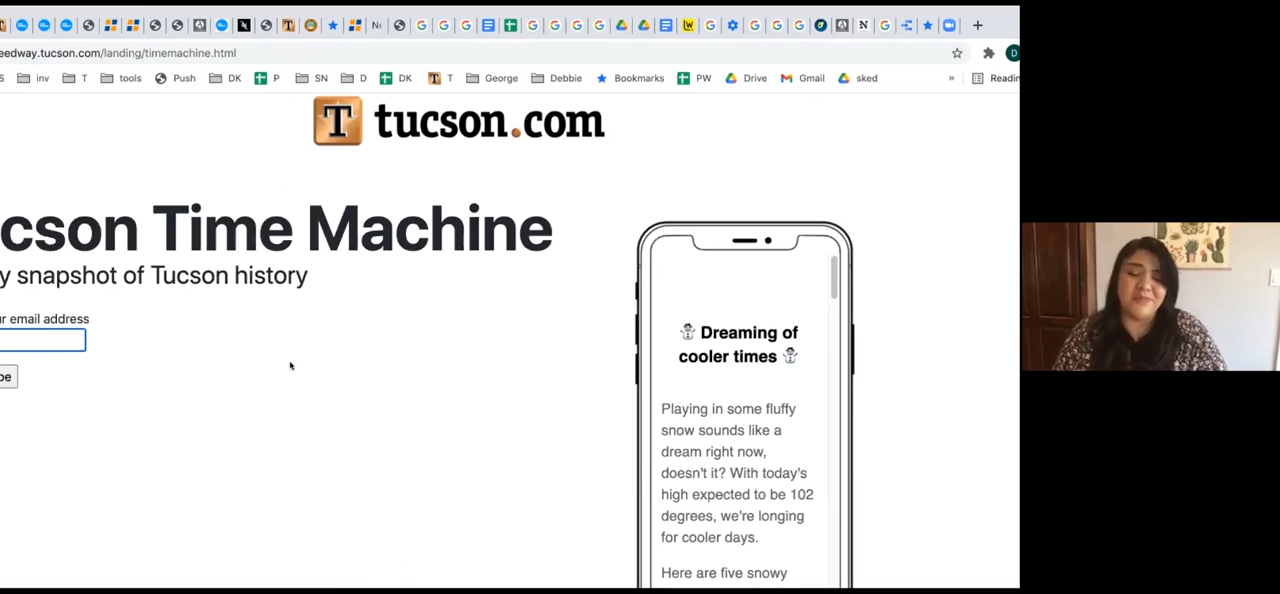 eedway.tucson.com/landing/timemachine.html
S inv T tools Push DK P SN D DK T George Debbie Bookmarks PW Drive Gmail sked » Readin
T tucson.com
cson Time Machine
y snapshot of Tucson history
ur email address
be
☃ Dreaming of
cooler times ☃
Playing in some fluffy
snow sounds like a
dream right now,
doesn't it? With today's
high expected to be 102
degrees, we're longing
for cooler days.
Here are five snowy